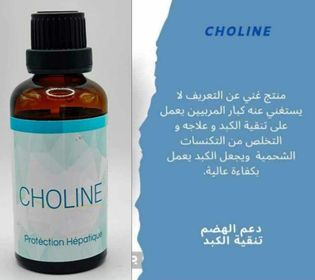 CHOLINE
Protection Hépatique
CHOLINE
منتج غني عن التعريف لا
يستغني عنه كبار المربيين يعمل
على تنقية الكبد و علاجه و
التخلص من التكتسات
الشحمية ويجعل الكبد يعمل
بكفاءة عالية.
دعم الهضم
تنقية الكبد